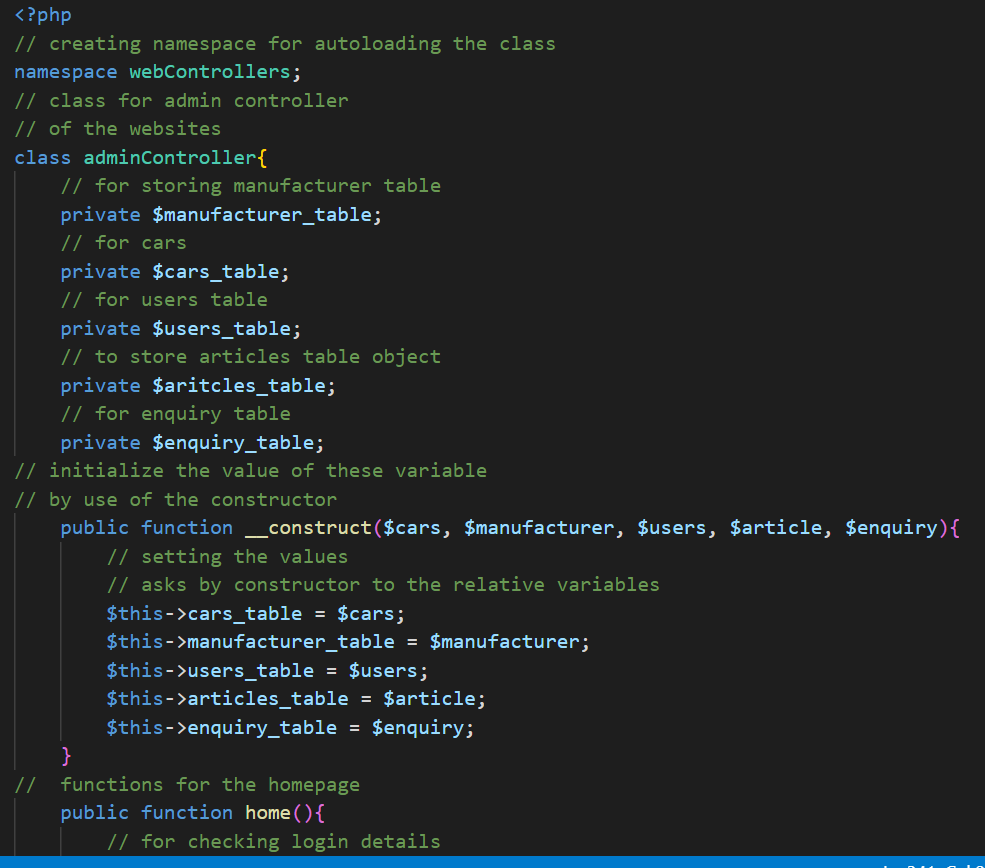 <?php
// creating namespace for autoloading the class
namespace webControllers;
// class for admin controller
// of the websites
class adminController{
    // for storing manufacturer table
    private $manufacturer_table;
    // for cars
    private $cars_table;
    // for users table
    private $users_table;
    // to store articles table object
    private $aritcles_table;
    // for enquiry table
    private $enquiry_table;
// initialize the value of these variable
// by use of the constructor
    public function __construct($cars, $manufacturer, $users, $article, $enquiry){
        // setting the values
        // asks by constructor to the relative variables
        $this->cars_table = $cars;
        $this->manufacturer_table = $manufacturer;
        $this->users_table = $users;
        $this->articles_table = $article;
        $this->enquiry_table = $enquiry;
    }
//  functions for the homepage
    public function home(){
        // for checking login details